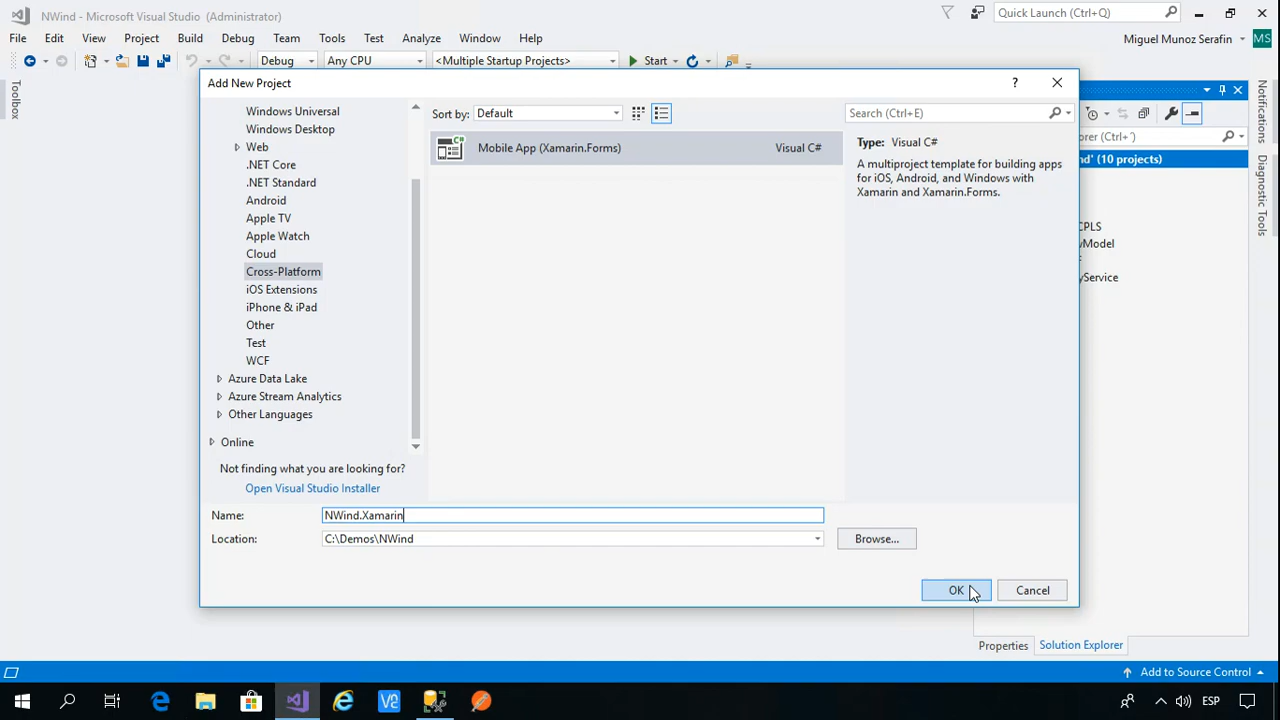 NWind - Microsoft Visual Studio (Administrator)
Quick Launch (Ctrl+Q)
File Edit View Project Build Debug Team Tools Test Analyze Window Help
Miguel Munoz Serafin
MS
Debug Any CPU <Multiple Startup Projects> Start
Toolbox
Add New Project
?
Windows Universal
Windows Desktop
Web
.NET Core
.NET Standard
Android
Apple TV
Apple Watch
Cloud
Cross-Platform
iOS Extensions
iPhone & iPad
Other
Test
WCF
Azure Data Lake
Azure Stream Analytics
Other Languages
Online
Not finding what you are looking for?
Open Visual Studio Installer
Sort by: Default
Mobile App (Xamarin.Forms) Visual C#
Search (Ctrl+E)
Type: Visual C#
A multiproject template for building apps
for iOS, Android, and Windows with
Xamarin and Xamarin.Forms.
Name: NWind.Xamarin
Location: C:\Demos\NWind
Browse...
OK Cancel
orer (Ctrl+´)
nd' (10 projects)
CPLS
Model
yService
Notifications
Diagnostic Tools
Properties Solution Explorer
Add to Source Control
ESP